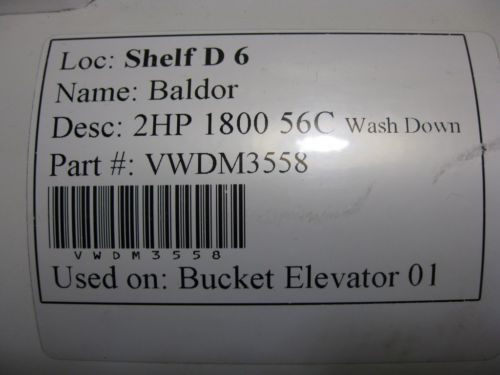 Loc: Shelf D 6
Name: Baldor
Desc: 2HP 1800 56C Wash Down
Part #: VWDM3558
VWDM3558
Used on: Bucket Elevator 01